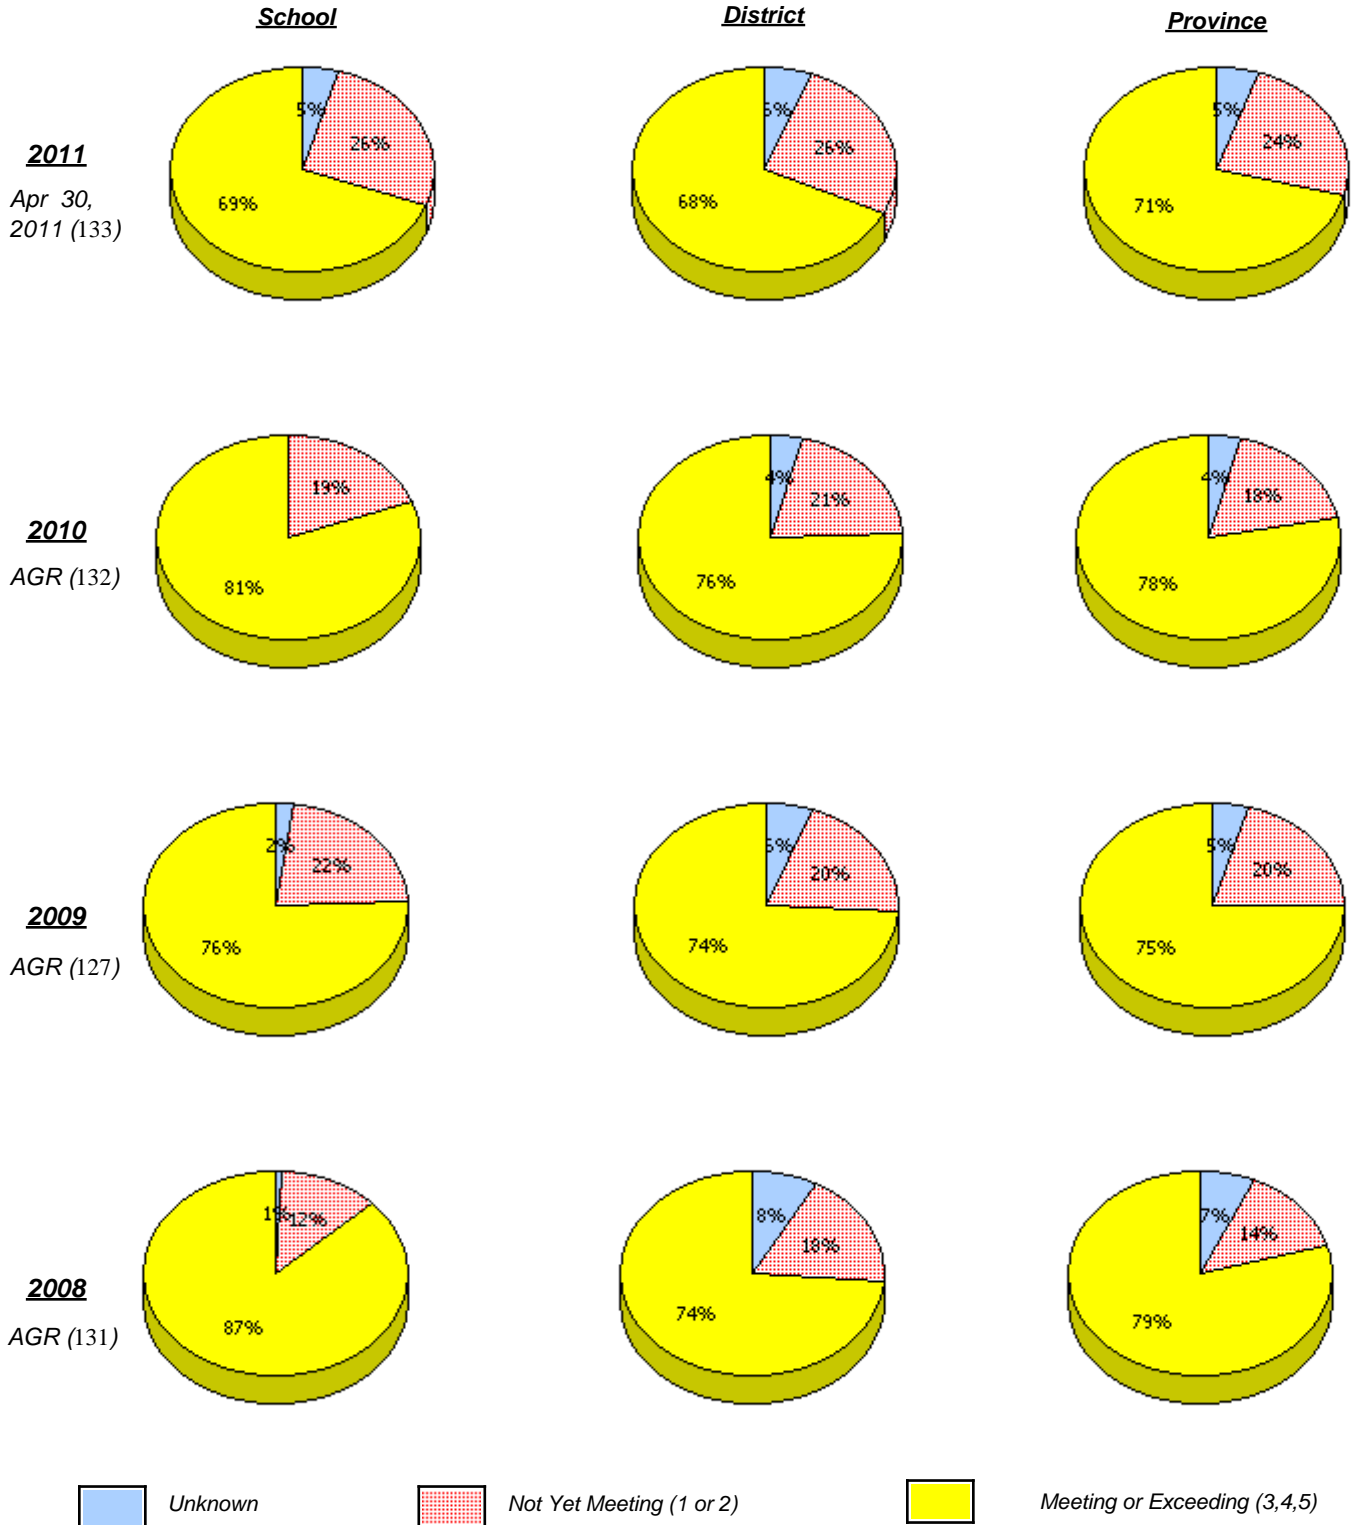 School District Province
5% 6% 5%
26% 26% 24%
2011
Apr 30,
2011 (133)
69% 68% 71%
19% 4% 21% 4% 18%
2010
AGR (132)
81% 76% 78%
2% 22% 6% 20% 5% 20%
2009
AGR (127)
76% 74% 75%
1% 12% 8% 18% 7% 14%
2008
AGR (131)
87% 74% 79%
Unknown Not Yet Meeting (1 or 2) Meeting or Exceeding (3,4,5)